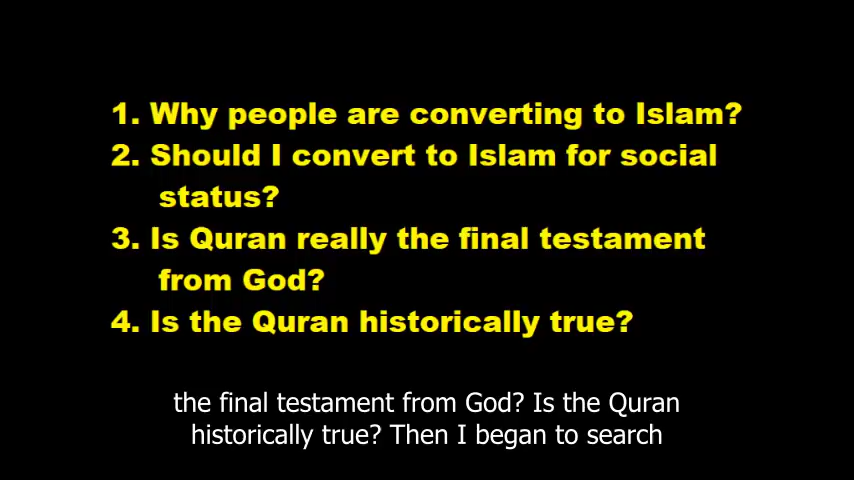 1. Why people are converting to Islam?
2. Should I convert to Islam for social
status?
3. Is Quran really the final testament
from God?
4. Is the Quran historically true?
the final testament from God? Is the Quran
historically true? Then I began to search